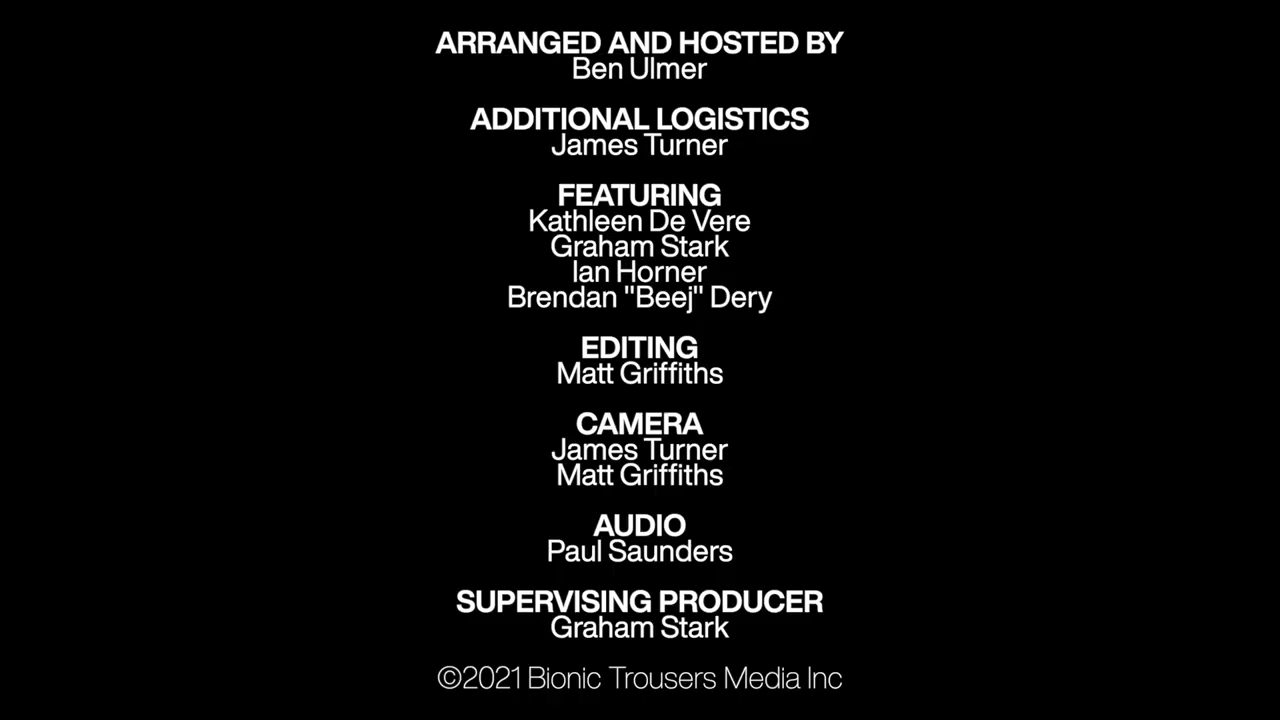 ARRANGED AND HOSTED BY
Ben Ulmer
ADDITIONAL LOGISTICS
James Turner
FEATURING
Kathleen De Vere
Graham Stark
Ian Horner
Brendan "Beej" Dery
EDITING
Matt Griffiths
CAMERA
James Turner
Matt Griffiths
AUDIO
Paul Saunders
SUPERVISING PRODUCER
Graham Stark
©2021 Bionic Trousers Media Inc